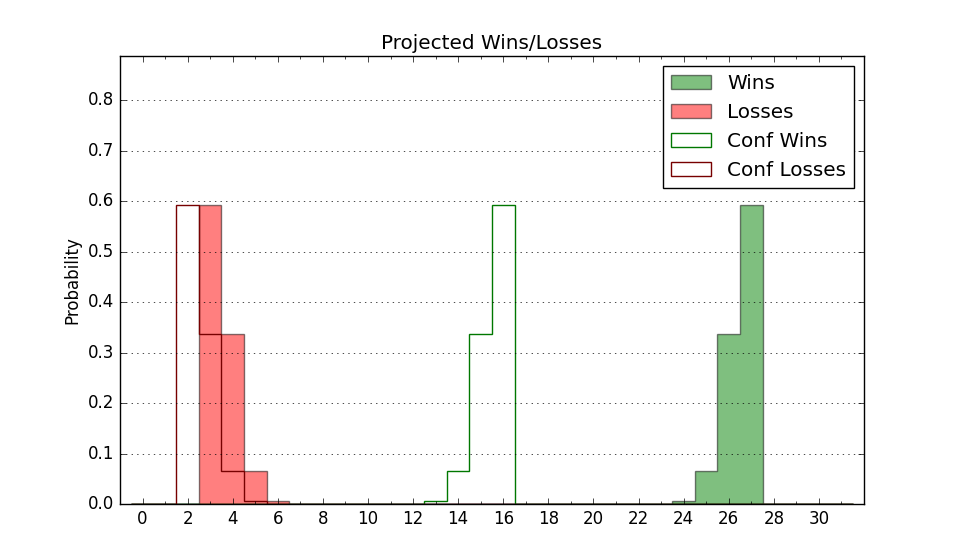 Projected Wins/Losses
Wins
Losses
Conf Wins
Conf Losses
Probability
0.8
0.7
0.6
0.5
0.4
0.3
0.2
0.1
0.0
0 2 4 6 8 10 12 14 16 18 20 22 24 26 28 30